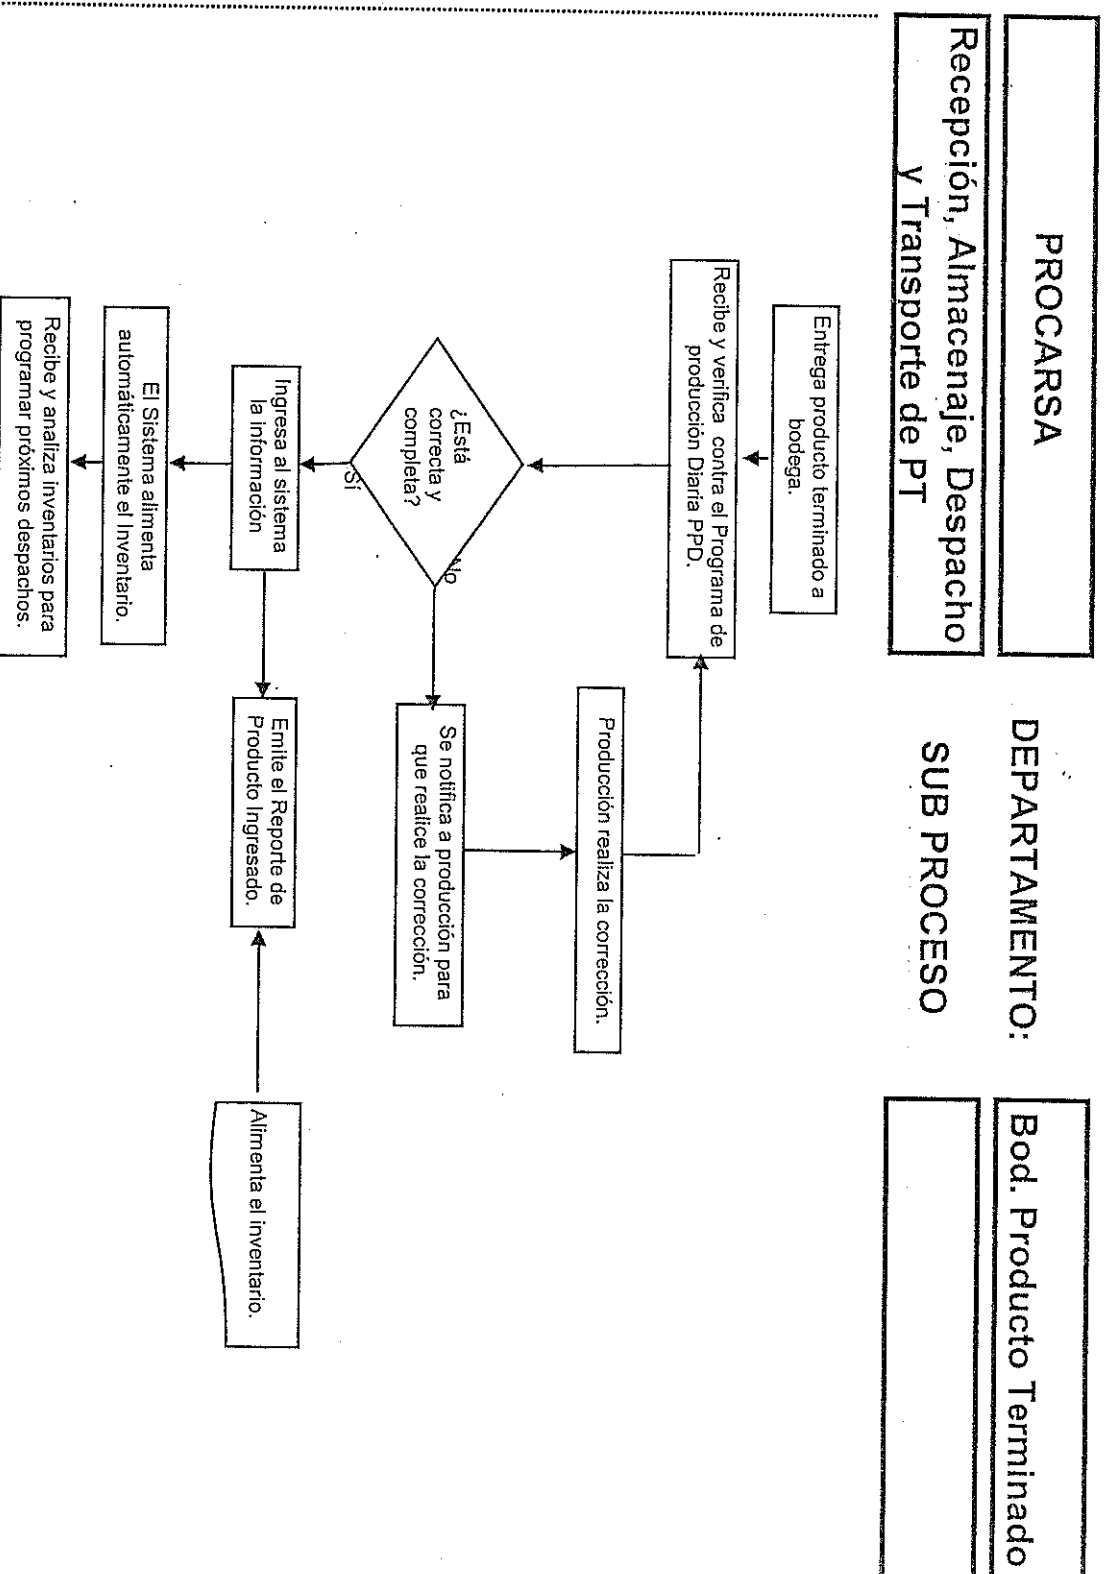 PROCARSA
DEPARTAMENTO:
Bod. Producto Terminado
Recepción, Almacenaje, Despacho
y Transporte de PT
SUB PROCESO
Entrega producto terminado a
bodega.
Recibe y verifica contra el Programa de
producción Diaria PPD.
Producción realiza la corrección.
¿Está
correcta y
completa?
No
Sí
Se notifica a producción para
que realice la corrección.
Ingresa al sistema
la información
Emite el Reporte de
Producto Ingresado.
Alimenta el inventario.
El Sistema alimenta
automáticamente el Inventario.
Recibe y analiza inventarios para
programar próximos despachos.